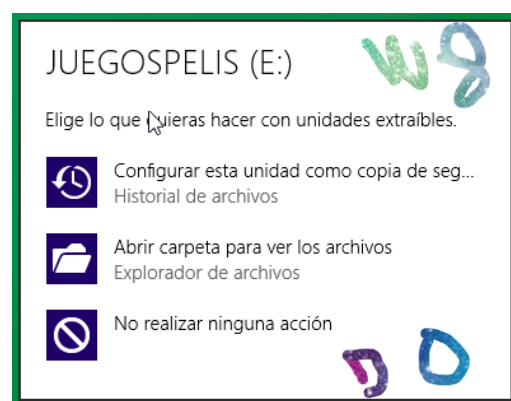 JUEGOSPELIS (E:)
W8
Elige lo que quieras hacer con unidades extraíbles.
Configurar esta unidad como copia de seg...
Historial de archivos
Abrir carpeta para ver los archivos
Explorador de archivos
No realizar ninguna acción